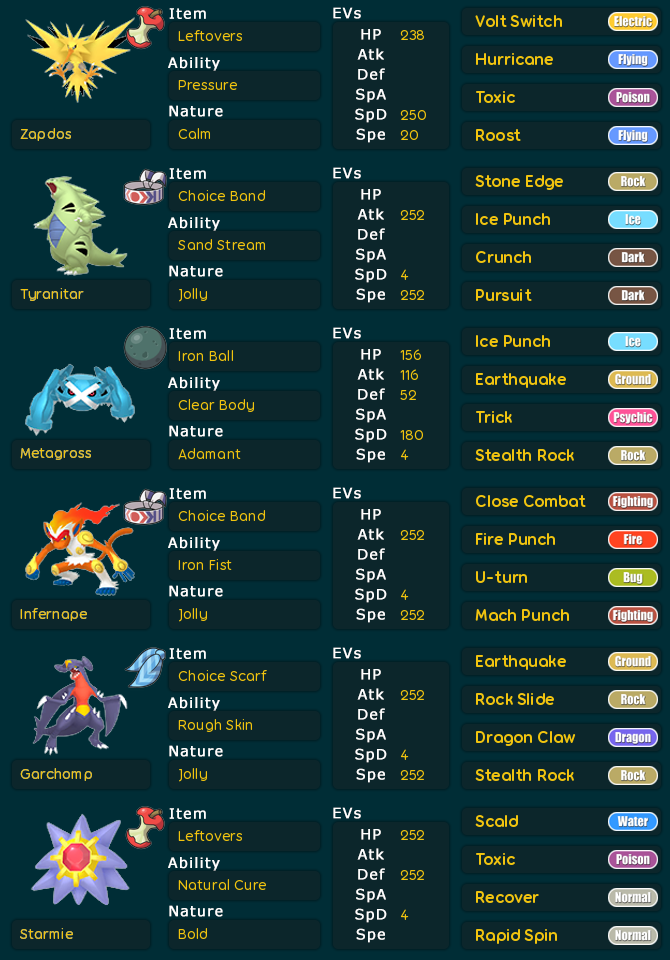 Item
EVs
Leftovers
HP 238
Volt Switch Electric
Atk
Hurricane Flying
Ability
Def
Pressure
SpA
Toxic Poison
Nature
SpD 250
Zapdos
Calm
Spe 20
Roost Flying
Item
EVs
Choice Band
HP
Stone Edge Rock
Atk 252
Ice Punch Ice
Ability
Def
Sand Stream
SpA
Crunch Dark
Nature
SpD 4
Tyranitar
Jolly
Spe 252
Pursuit Dark
Item
EVs
Iron Ball
HP 156
Ice Punch Ice
Atk 116
Earthquake Ground
Ability
Def 52
Clear Body
SpA
Trick Psychic
Nature
SpD 180
Metagross
Adamant
Spe 4
Stealth Rock Rock
Item
EVs
Choice Band
HP
Close Combat Fighting
Atk 252
Fire Punch Fire
Ability
Def
Iron Fist
SpA
U-turn Bug
Nature
SpD 4
Infernape
Jolly
Spe 252
Mach Punch Fighting
Item
EVs
Choice Scarf
HP
Earthquake Ground
Atk 252
Rock Slide Rock
Ability
Def
Rough Skin
SpA
Dragon Claw Dragon
Nature
SpD 4
Garchomp
Jolly
Spe 252
Stealth Rock Rock
Item
EVs
Leftovers
HP 252
Scald Water
Atk
Toxic Poison
Ability
Def 252
Natural Cure
SpA
Recover Normal
Nature
SpD 4
Starmie
Bold
Spe
Rapid Spin Normal